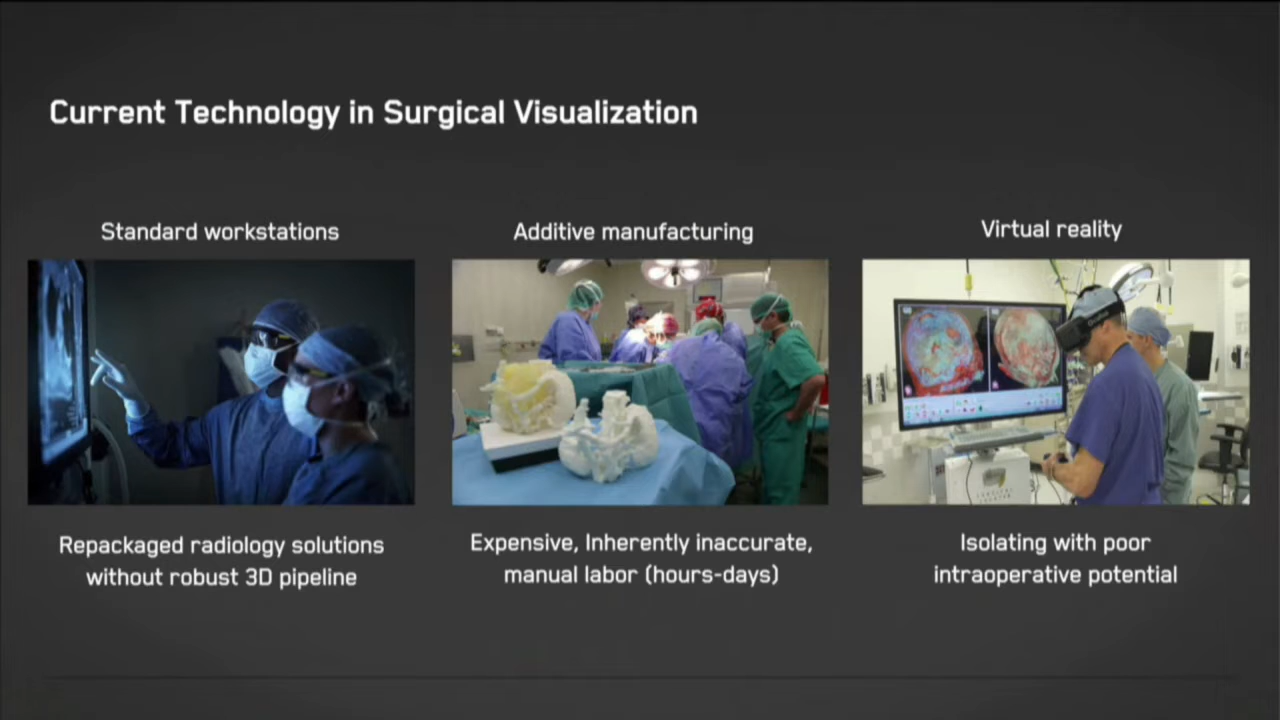 Current Technology in Surgical Visualization
Standard workstations
Additive manufacturing
Virtual reality
Repackaged radiology solutions
without robust 3D pipeline
Expensive, Inherently inaccurate,
manual labor (hours-days)
Isolating with poor
intraoperative potential